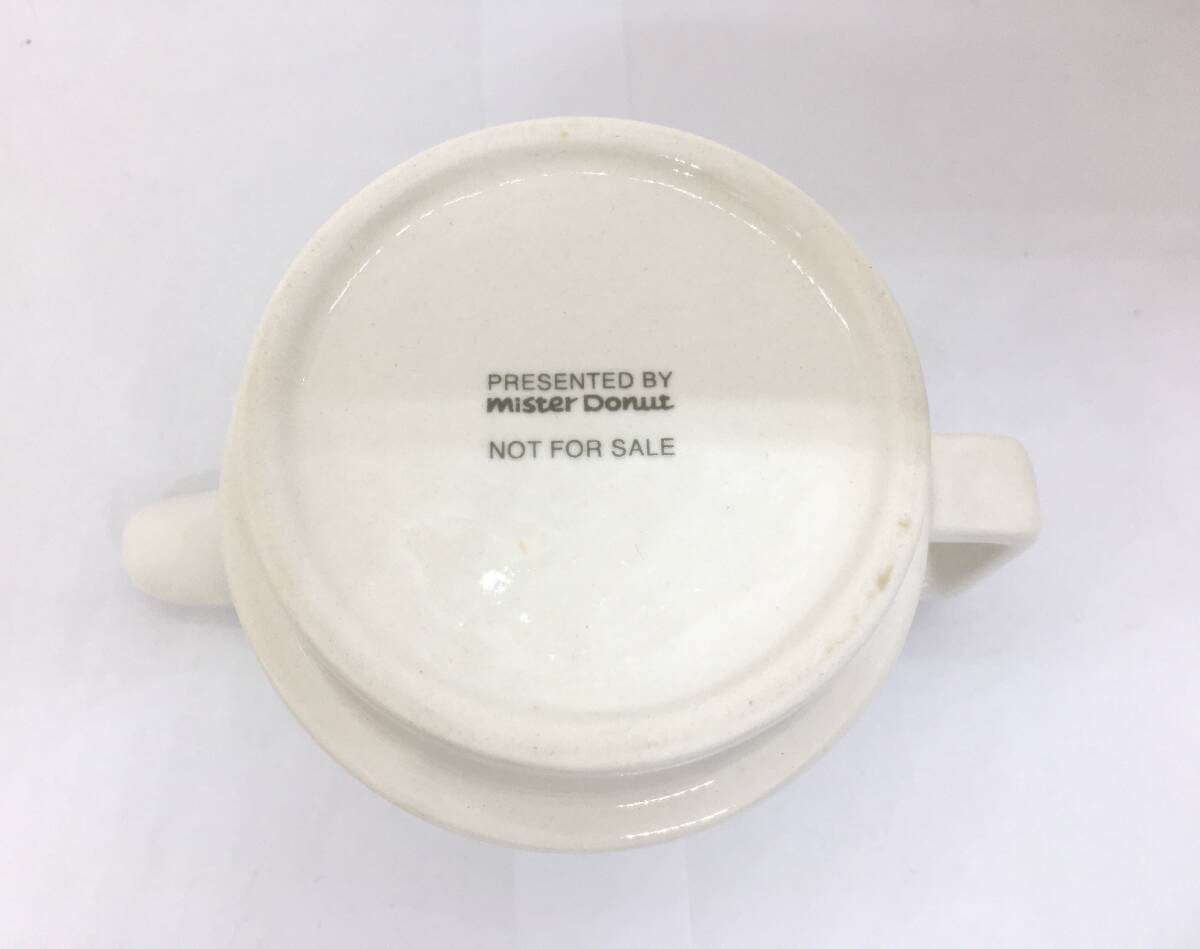 PRESENTED BY
mister Donut
NOT FOR SALE